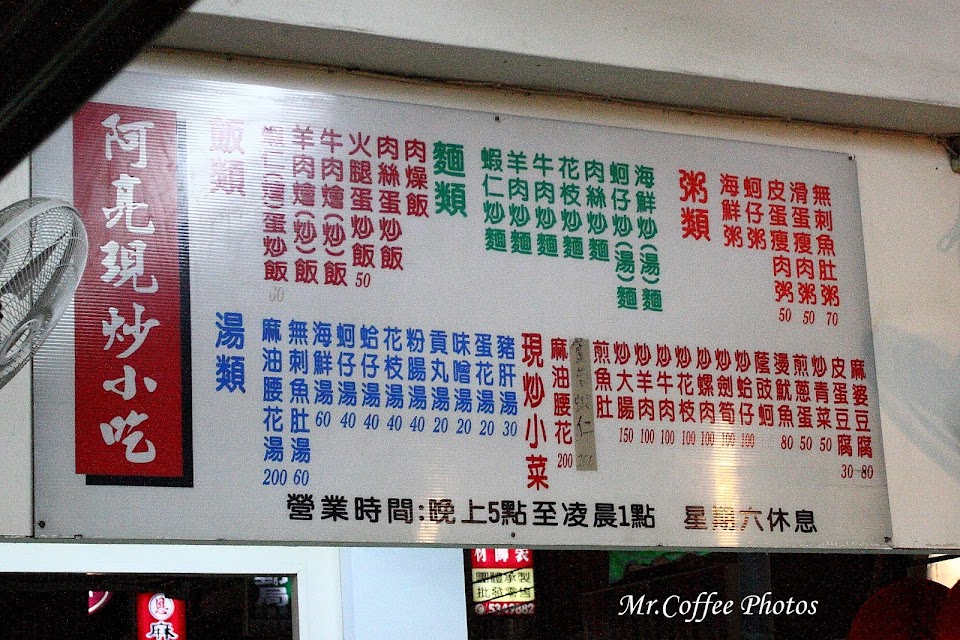 阿亮現炒小吃
飯類
蝦仁(蛋)蛋炒飯
羊肉燴(炒)飯
牛肉燴(炒)飯
火腿蛋炒飯 50
肉絲蛋炒飯
肉燥飯
麵類
蝦仁炒麵
羊肉炒麵
牛肉炒麵
花枝炒麵
肉絲炒麵
蚵仔炒(湯)麵
海鮮炒(湯)麵
粥類
海鮮粥
蚵仔粥
皮蛋瘦肉粥 50
滑蛋瘦肉粥 50
無刺魚肚粥 70
湯類
麻油腰花湯 200
無刺魚肚湯 60
海鮮湯 60
蚵仔湯 40
蛤仔湯 40
花枝湯 40
粉腸湯 40
貢丸湯 20
味噌湯 20
蛋花湯 20
豬肝湯 30
現炒小菜
麻油腰花 200
煎魚肚
炒大腸 150
炒羊肉 100
炒牛肉 100
炒花枝 100
炒螺肉 100
炒劍筍 100
炒蛤仔 100
蔭豉蚵
燙魷魚 80
煎蔥蛋 50
炒青菜 50
皮蛋豆腐 30
麻婆豆腐 80
營業時間:晚上5點至凌晨1點 星期六休息
團體承製
批發零售
5349682
Mr.Coffee Photos